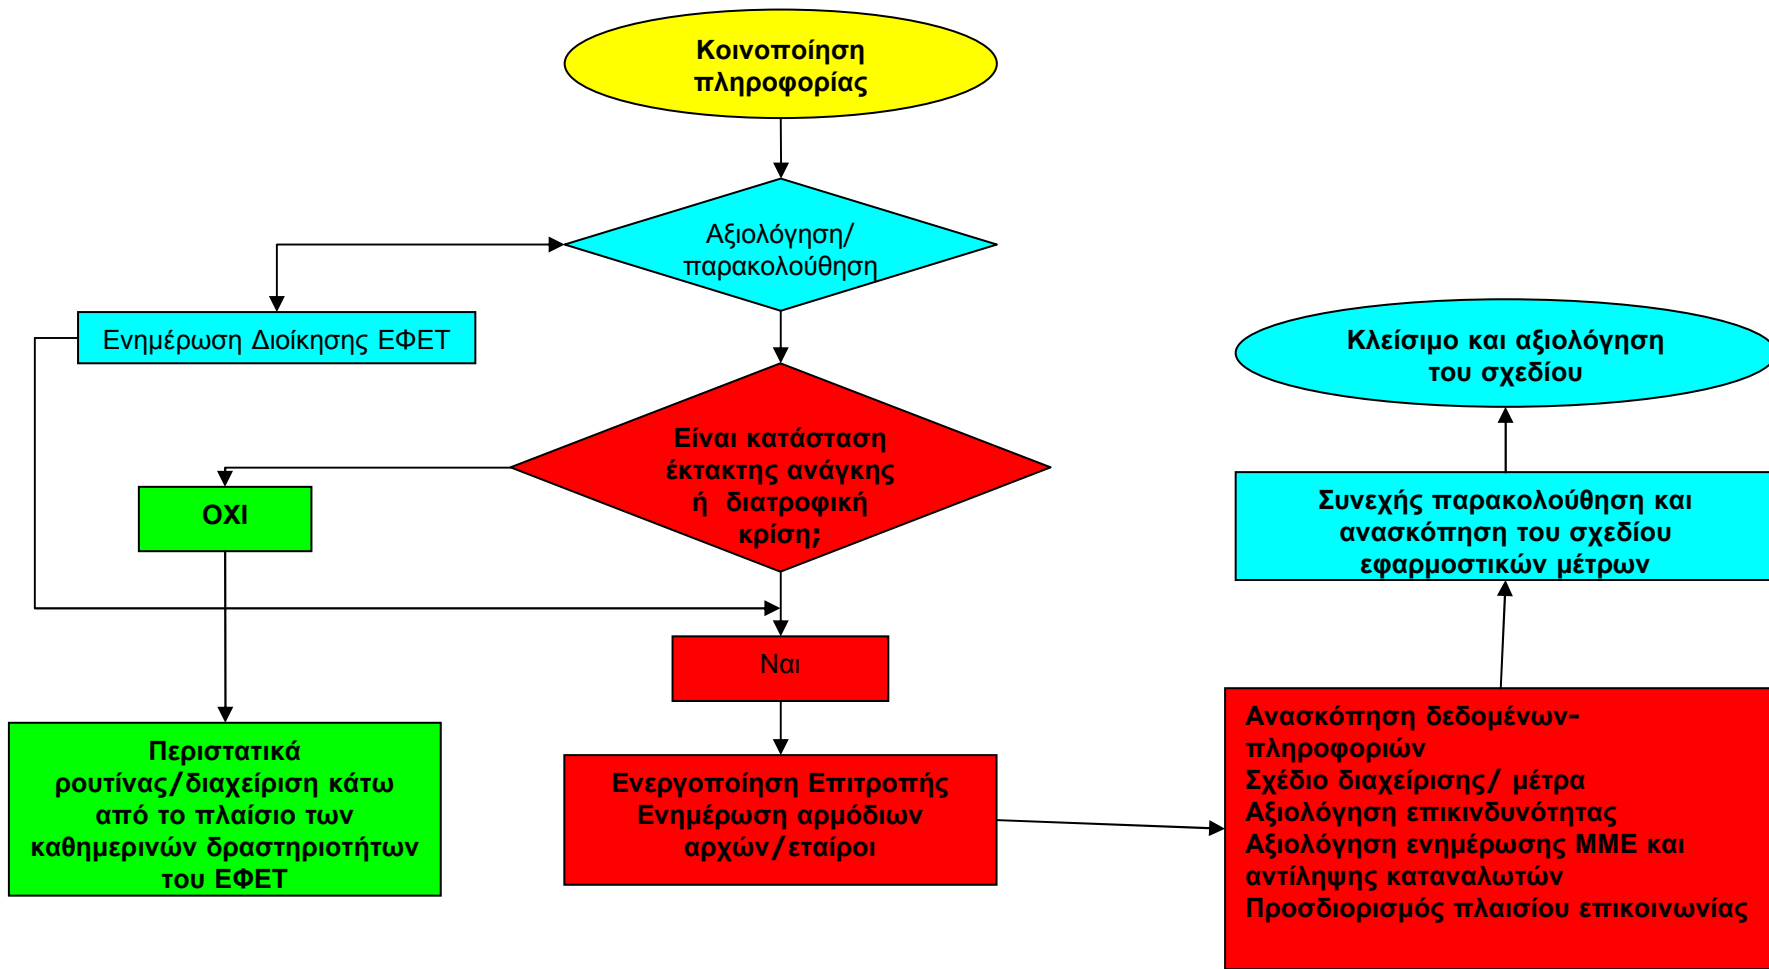 Κοινοποίηση
πληροφορίας
Αξιολόγηση/
παρακολούθηση
Ενημέρωση Διοίκησης ΕΦΕΤ
Είναι κατάσταση
έκτακτης ανάγκης
ή διατροφική
κρίση;
ΟΧΙ
Ναι
Περιστατικά
ρουτίνας/διαχείριση κάτω
από το πλαίσιο των
καθημερινών δραστηριοτήτων
του ΕΦΕΤ
Ενεργοποίηση Επιτροπής
Ενημέρωση αρμόδιων
αρχών/εταίροι
Ανασκόπηση δεδομένων-
πληροφοριών
Σχέδιο διαχείρισης/ μέτρα
Αξιολόγηση επικινδυνότητας
Αξιολόγηση ενημέρωσης ΜΜΕ και
αντίληψης καταναλωτών
Προσδιορισμός πλαισίου επικοινωνίας
Συνεχής παρακολούθηση και
ανασκόπηση του σχεδίου
εφαρμοστικών μέτρων
Κλείσιμο και αξιολόγηση
του σχεδίου